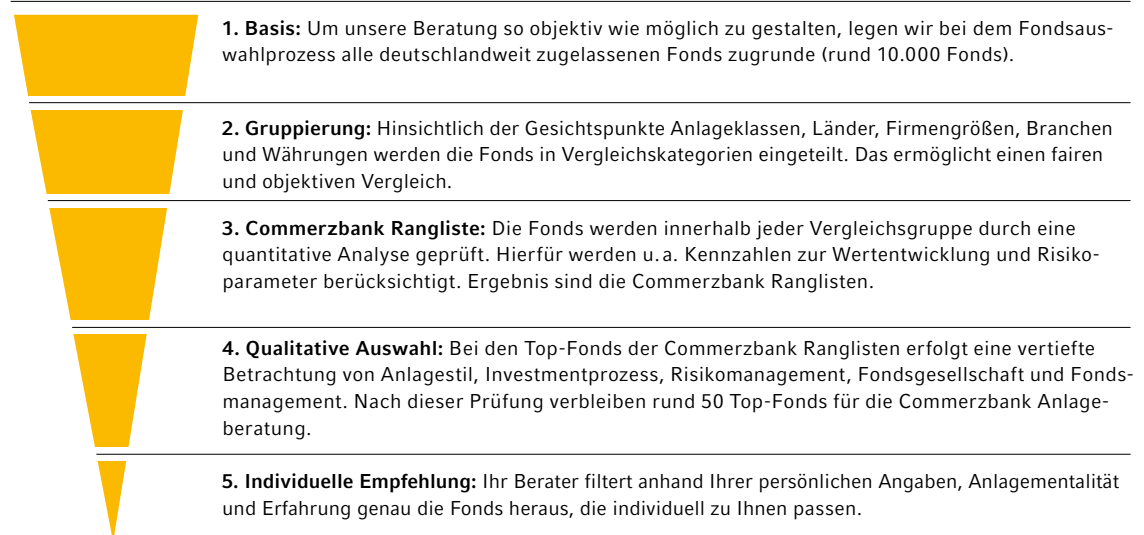 1. Basis: Um unsere Beratung so objektiv wie möglich zu gestalten, legen wir bei dem Fondsaus-
wahlprozess alle deutschlandweit zugelassenen Fonds zugrunde (rund 10.000 Fonds).
2. Gruppierung: Hinsichtlich der Gesichtspunkte Anlageklassen, Länder, Firmengrößen, Branchen
und Währungen werden die Fonds in Vergleichskategorien eingeteilt. Das ermöglicht einen fairen
und objektiven Vergleich.
3. Commerzbank Rangliste: Die Fonds werden innerhalb jeder Vergleichsgruppe durch eine
quantitative Analyse geprüft. Hierfür werden u. a. Kennzahlen zur Wertentwicklung und Risiko-
parameter berücksichtigt. Ergebnis sind die Commerzbank Ranglisten.
4. Qualitative Auswahl: Bei den Top-Fonds der Commerzbank Ranglisten erfolgt eine vertiefte
Betrachtung von Anlagestil, Investmentprozess, Risikomanagement, Fondsgesellschaft und Fonds-
management. Nach dieser Prüfung verbleiben rund 50 Top-Fonds für die Commerzbank Anlage-
beratung.
5. Individuelle Empfehlung: Ihr Berater filtert anhand Ihrer persönlichen Angaben, Anlagementalität
und Erfahrung genau die Fonds heraus, die individuell zu Ihnen passen.